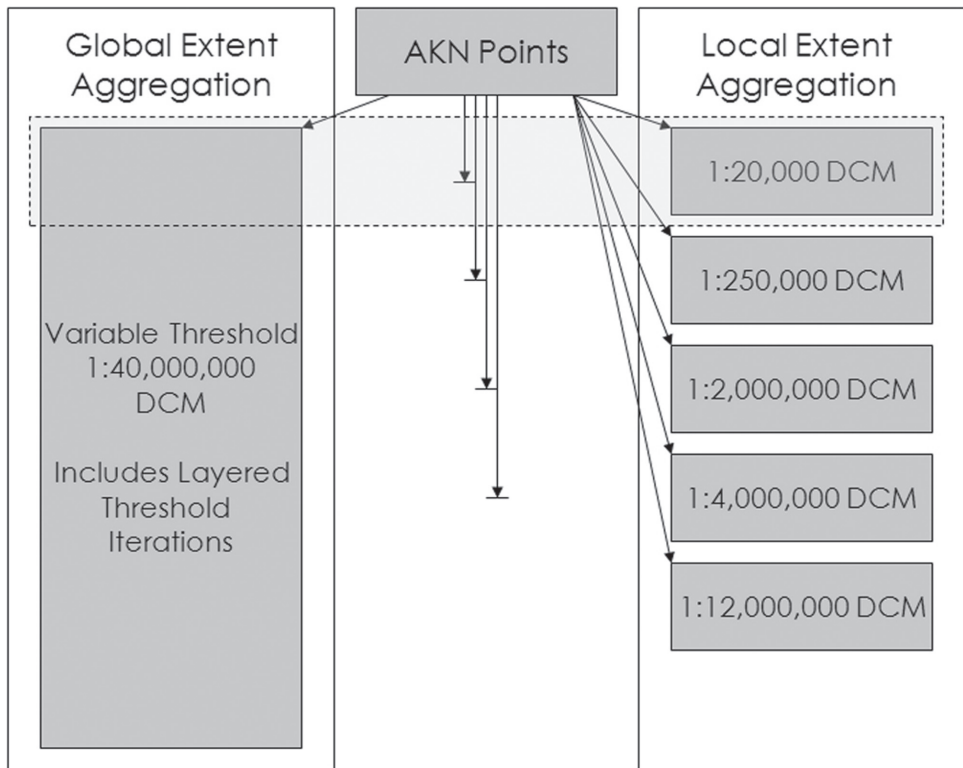 Global Extent
Aggregation
AKN Points
Local Extent
Aggregation
Variable Threshold
1:40,000,000
DCM
Includes Layered
Threshold
Iterations
1:20,000 DCM
1:250,000 DCM
1:2,000,000 DCM
1:4,000,000 DCM
1:12,000,000 DCM